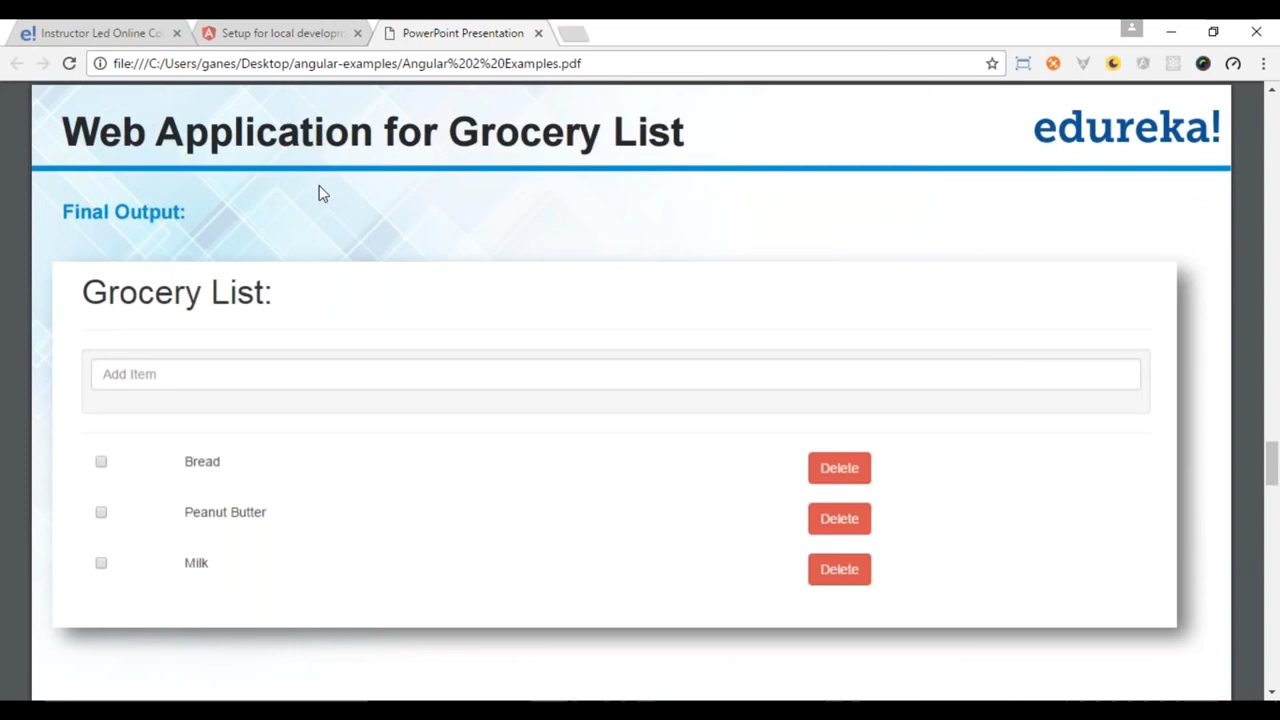 e! Instructor Led Online Co
Setup for local developm
PowerPoint Presentation
file:///C:/Users/ganes/Desktop/angular-examples/Angular%202%20Examples.pdf
Web Application for Grocery List
edureka!
Final Output:
Grocery List:
Add Item
Bread
Delete
Peanut Butter
Delete
Milk
Delete